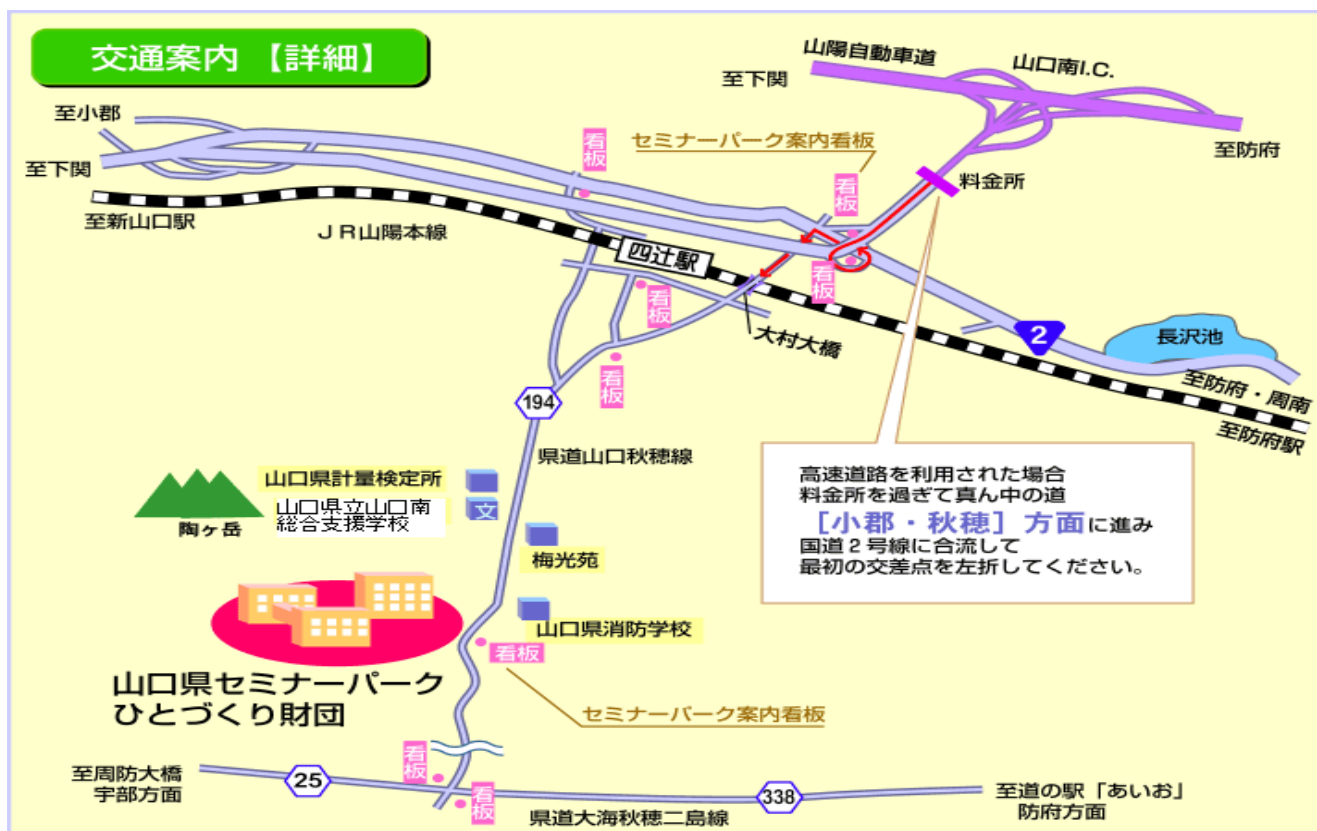 交通案内【詳細】
山陽自動車道
山口南I.C.
至下関
至小郡
至防府
至下関
看板
セミナーパーク案内看板
看板
料金所
至新山口駅
ＪＲ山陽本線
四辻駅
看板
看板
大村大橋
2
長沢池
至防府・周南
至防府駅
看板
194
県道山口秋穂線
高速道路を利用された場合
料金所を過ぎて真ん中の道
［小郡・秋穂］方面に進み
国道２号線に合流して
最初の交差点を左折してください。
山口県計量検定所
山口県立山口南
総合支援学校
文
陶ヶ岳
梅光苑
山口県消防学校
看板
山口県セミナーパーク
ひとづくり財団
セミナーパーク案内看板
看板
至周防大橋
宇部方面
25
看板
338
県道大海秋穂二島線
至道の駅「あいお」
防府方面